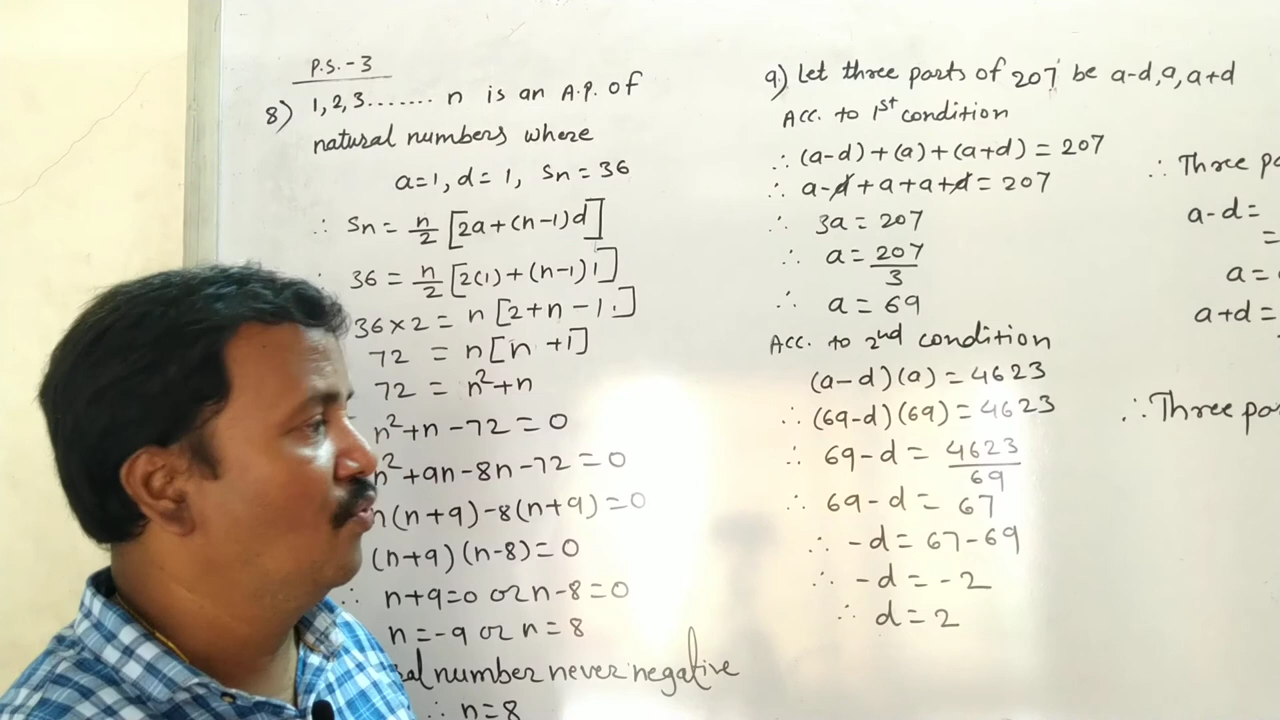 P.S.-3
8) 1,2,3....... n is an A.P. of
natural numbers where
a=1, d=1, Sn=36
∴ Sn = n/2 [2a+(n-1)d]
36 = n/2 [2(1)+(n-1)1]
36×2 = n[2+n-1.]
72 = n[n+1]
72 = n²+n
n²+n-72=0
n²+9n-8n-72=0
n(n+9)-8(n+9)=0
(n+9)(n-8)=0
∴ n+9=0 or n-8=0
n=-9 or n=8
number never negative
∴ n=8
9) Let three parts of 207 be a-d, a, a+d
Acc. to 1st condition
∴ (a-d)+(a)+(a+d)=207
∴ a-d+a+a+d=207
∴ 3a=207
∴ a=207/3
∴ a=69
Acc. to 2nd condition
(a-d)(a)=4623
∴ (69-d)(69)=4623
∴ 69-d=4623/69
∴ 69-d=67
∴ -d=67-69
∴ -d=-2
∴ d=2
∴ Three
a-d=
=
a=
a+d=
∴ Three